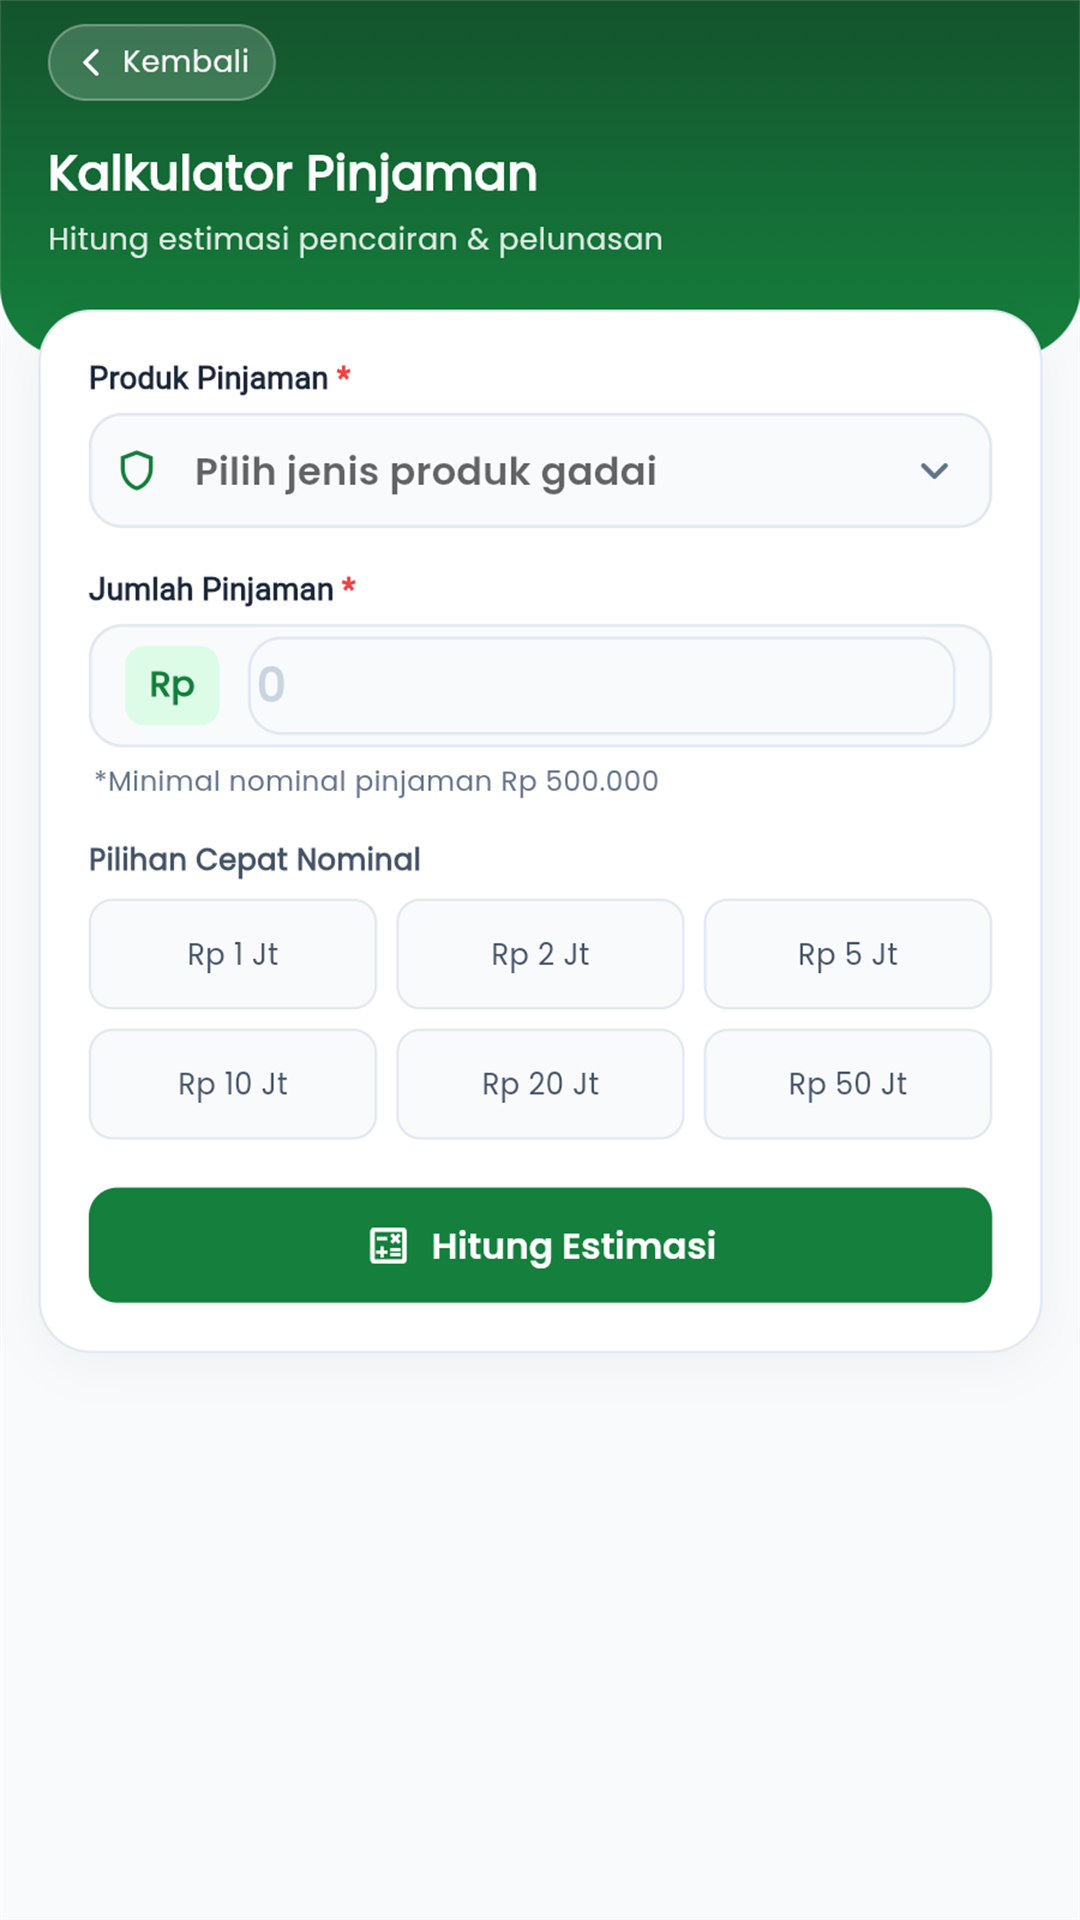 Kembali
Kalkulator Pinjaman
Hitung estimasi pencairan & pelunasan
Produk Pinjaman *
Pilih jenis produk gadai
Jumlah Pinjaman *
Rp 0
*Minimal nominal pinjaman Rp 500.000
Pilihan Cepat Nominal
Rp 1 Jt
Rp 2 Jt
Rp 5 Jt
Rp 10 Jt
Rp 20 Jt
Rp 50 Jt
Hitung Estimasi